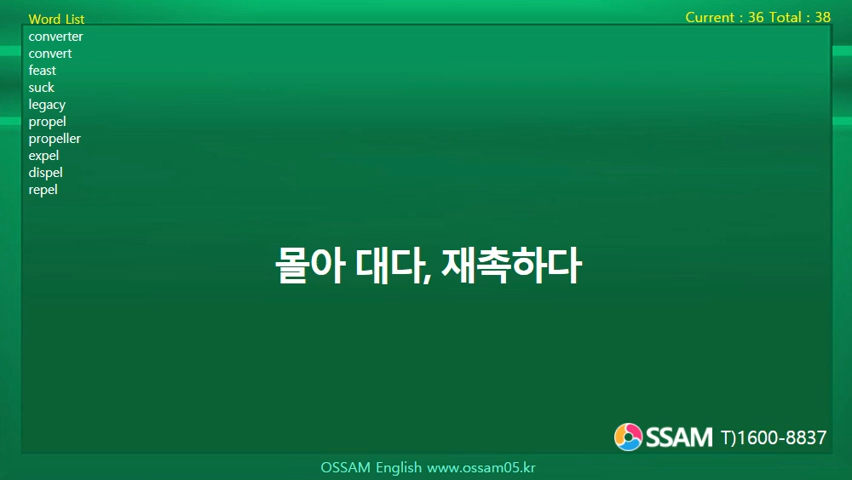 Word List
Current : 36 Total : 38
converter
convert
feast
suck
legacy
propel
propeller
expel
dispel
repel
몰아 대다, 재촉하다
OSSAM T)1600-8837
OSSAM English www.ossam05.kr